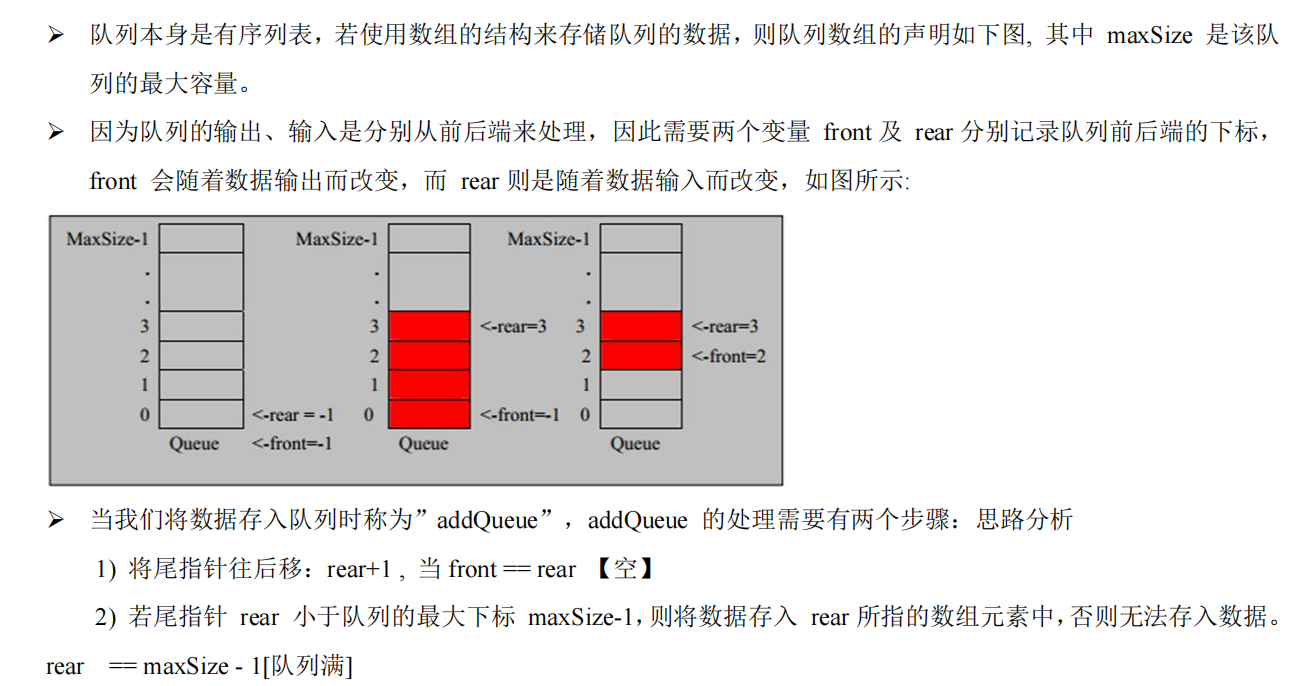 ➢ 队列本身是有序列表，若使用数组的结构来存储队列的数据，则队列数组的声明如下图, 其中 maxSize 是该队
列的最大容量。
➢ 因为队列的输出、输入是分别从前后端来处理，因此需要两个变量 front 及 rear 分别记录队列前后端的下标，
front 会随着数据输出而改变，而 rear 则是随着数据输入而改变，如图所示:
MaxSize-1 MaxSize-1 MaxSize-1
. . .
. . .
3 3 <-rear=3 3 <-rear=3
2 2 2 <-front=2
1 1 1
0 <-rear = -1 0 <-front=-1 0
Queue <-front=-1 Queue Queue
➢ 当我们将数据存入队列时称为”addQueue”，addQueue 的处理需要有两个步骤：思路分析
1) 将尾指针往后移：rear+1 , 当 front == rear 【空】
2) 若尾指针 rear 小于队列的最大下标 maxSize-1，则将数据存入 rear 所指的数组元素中，否则无法存入数据。
rear == maxSize - 1[队列满]